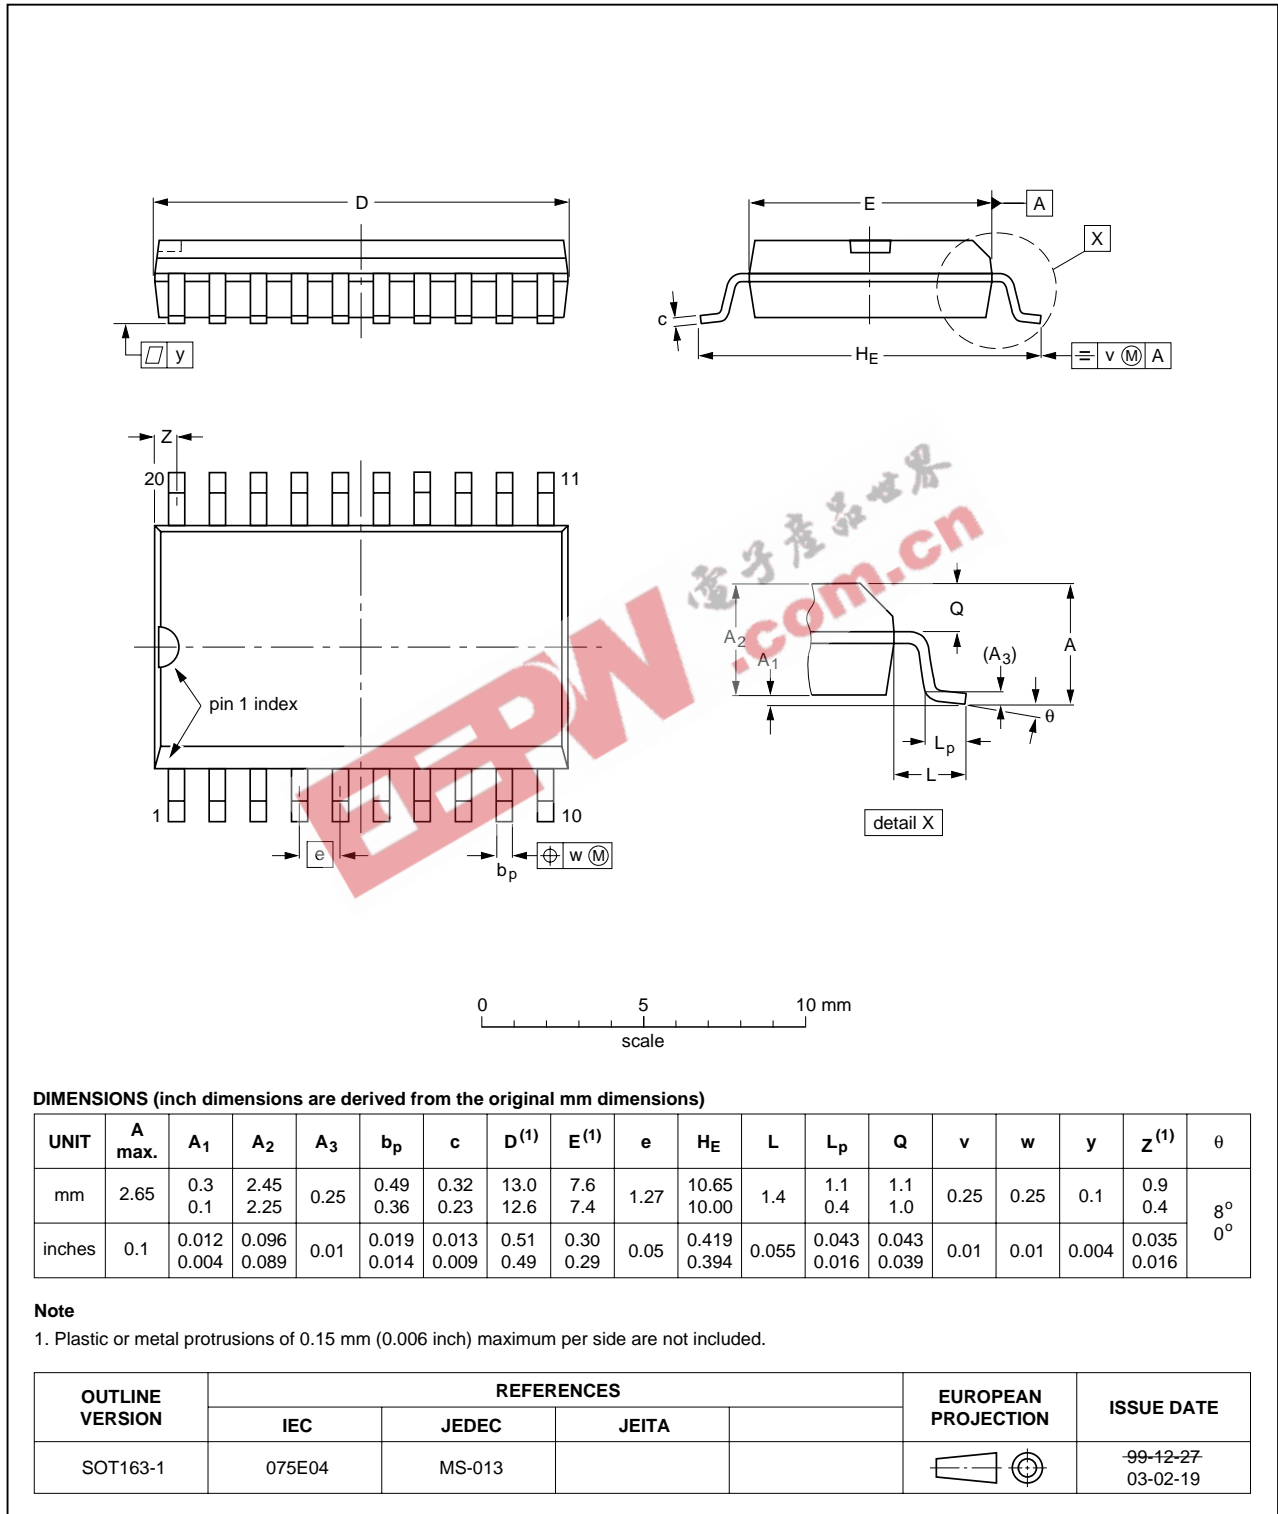 D
E
A
X
c
y
HE
v M A
Z
20
11
電子產品世界
EEPW.com.cn
A2
A1
Q
(A3)
A
θ
pin 1 index
Lp
L
1
10
e
bp
w M
detail X
0 5 10 mm
scale
DIMENSIONS (inch dimensions are derived from the original mm dimensions)
UNIT A max. A1 A2 A3 bp c D(1) E(1) e HE L Lp Q v w y Z(1) θ
mm 2.65 0.3 0.1 2.45 2.25 0.25 0.49 0.36 0.32 0.23 13.0 12.6 7.6 7.4 1.27 10.65 10.00 1.4 1.1 0.4 1.1 1.0 0.25 0.25 0.1 0.9 0.4 8° 0°
inches 0.1 0.012 0.004 0.096 0.089 0.01 0.019 0.014 0.013 0.009 0.51 0.49 0.30 0.29 0.05 0.419 0.394 0.055 0.043 0.016 0.043 0.039 0.01 0.01 0.004 0.035 0.016
Note
1. Plastic or metal protrusions of 0.15 mm (0.006 inch) maximum per side are not included.
OUTLINE VERSION REFERENCES EUROPEAN PROJECTION ISSUE DATE
IEC JEDEC JEITA
SOT163-1 075E04 MS-013 99-12-27
03-02-19